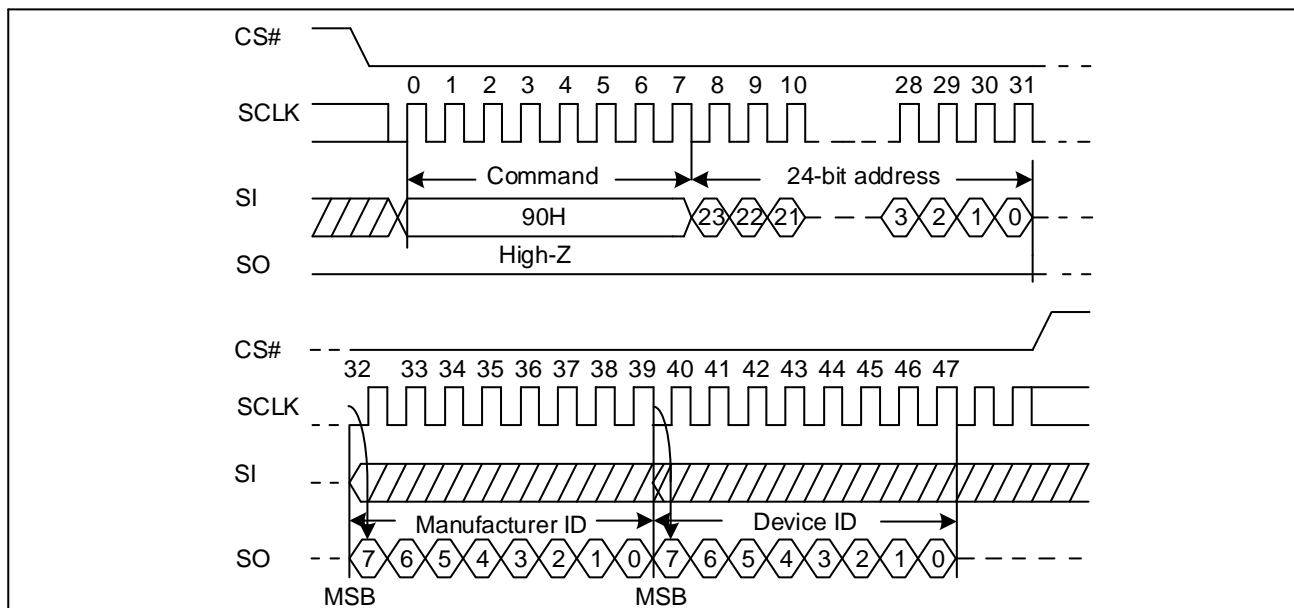 CS#
0 1 2 3 4 5 6 7 8 9 10 28 29 30 31
SCLK
Command 24-bit address
SI
90H 23 22 21 3 2 1 0
High-Z
SO
CS#
32 33 34 35 36 37 38 39 40 41 42 43 44 45 46 47
SCLK
SI
Manufacturer ID Device ID
SO 7 6 5 4 3 2 1 0 7 6 5 4 3 2 1 0
MSB MSB